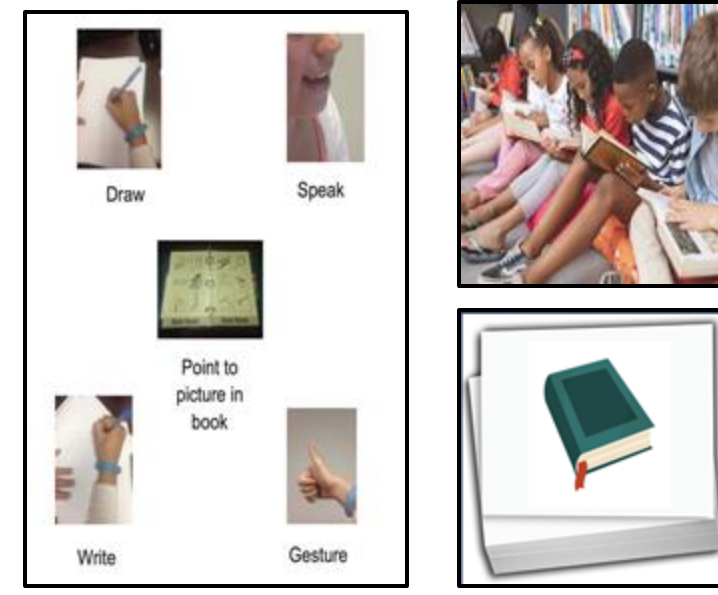 Draw
Speak
Point to
picture in
book
Write
Gesture